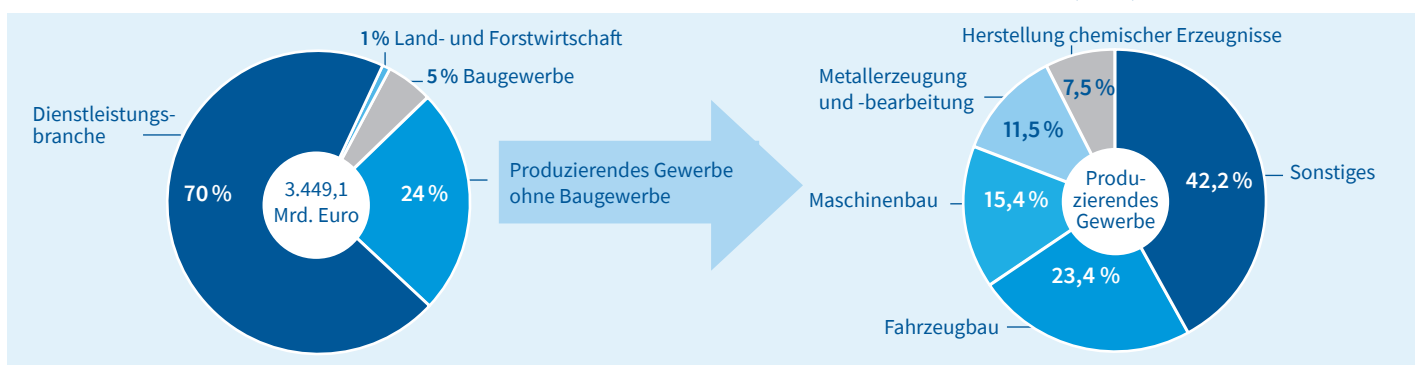 1 % Land- und Forstwirtschaft
5 % Baugewerbe
Dienstleistungs-
branche
70 %
3.449,1
Mrd. Euro
24 %
Produzierendes Gewerbe
ohne Baugewerbe
Herstellung chemischer Erzeugnisse
7,5 %
Metallerzeugung
und -bearbeitung
11,5 %
Maschinenbau
15,4 %
Produ-
zierendes
Gewerbe
42,2 %
Sonstiges
23,4 %
Fahrzeugbau